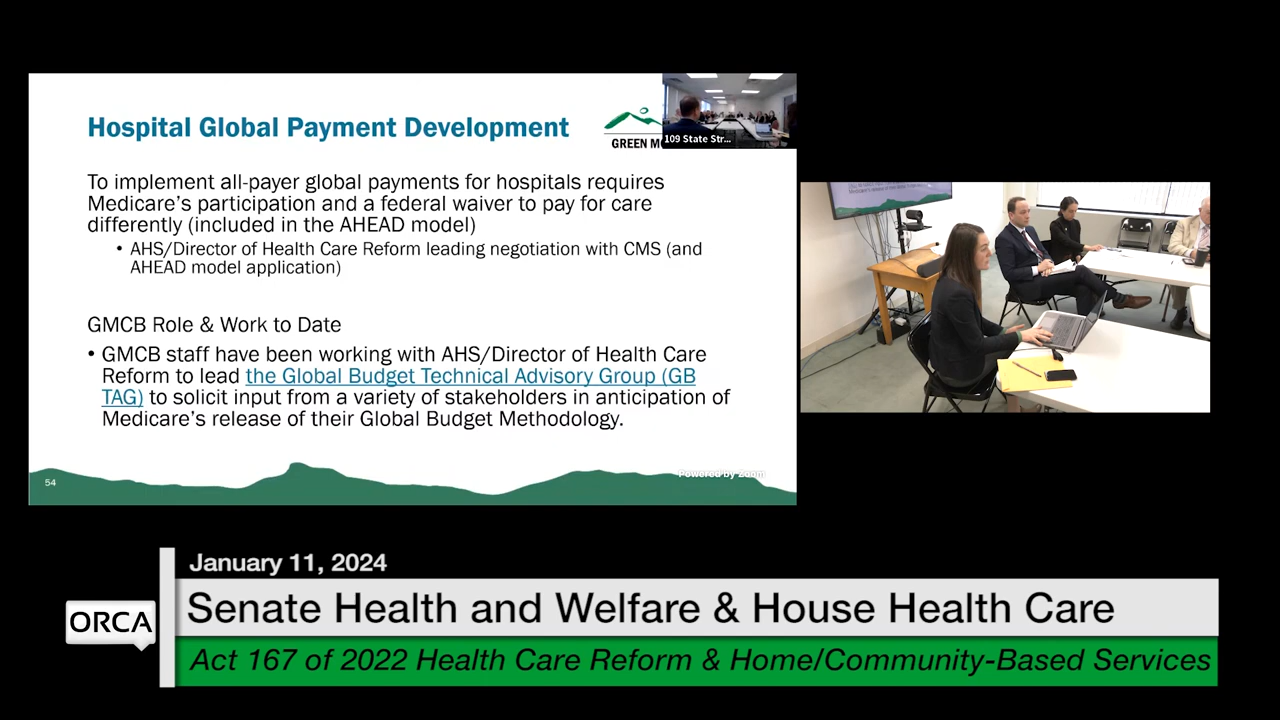 Hospital Global Payment Development
GREEN MO
109 State Str...
To implement all-payer global payments for hospitals requires
Medicare's participation and a federal waiver to pay for care
differently (included in the AHEAD model)
• AHS/Director of Health Care Reform leading negotiation with CMS (and
AHEAD model application)
GMCB Role & Work to Date
• GMCB staff have been working with AHS/Director of Health Care
Reform to lead the Global Budget Technical Advisory Group (GB
TAG) to solicit input from a variety of stakeholders in anticipation of
Medicare's release of their Global Budget Methodology.
54
Powered by Zoom
January 11, 2024
ORCA
Senate Health and Welfare & House Health Care
Act 167 of 2022 Health Care Reform & Home/Community-Based Services